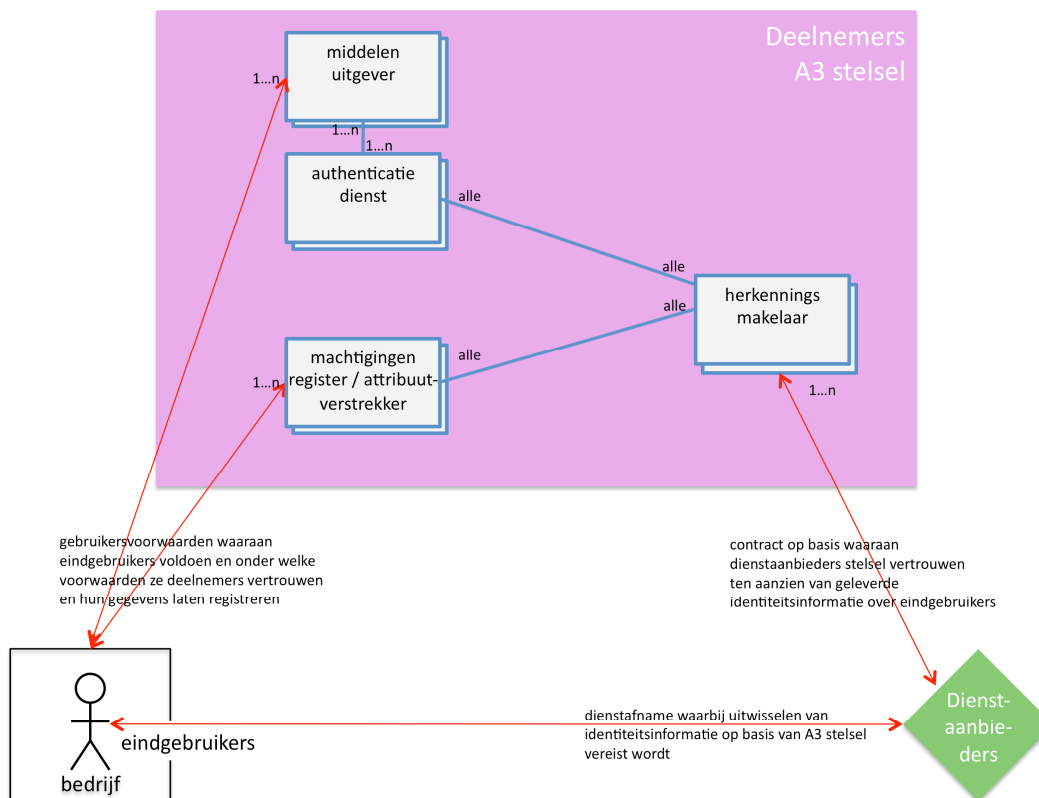 Deelnemers
A3 stelsel
middelen
uitgever
1...n
1...n
1...n
authenticatie
dienst
alle
alle
herkennings
makelaar
alle
machtigingen
register / attribuut-
verstrekker
alle
1...n
1...n
gebruikersvoorwaarden waaraan
eindgebruikers voldoen en onder welke
voorwaarden ze deelnemers vertrouwen
en hun gegevens laten registreren
contract op basis waaraan
dienstaanbieders stelsel vertrouwen
ten aanzien van geleverde
identiteitsinformatie over eindgebruikers
dienstafname waarbij uitwisselen van
identiteitsinformatie op basis van A3 stelsel
vereist wordt
eindgebruikers
bedrijf
Dienst-
aanbie-
ders